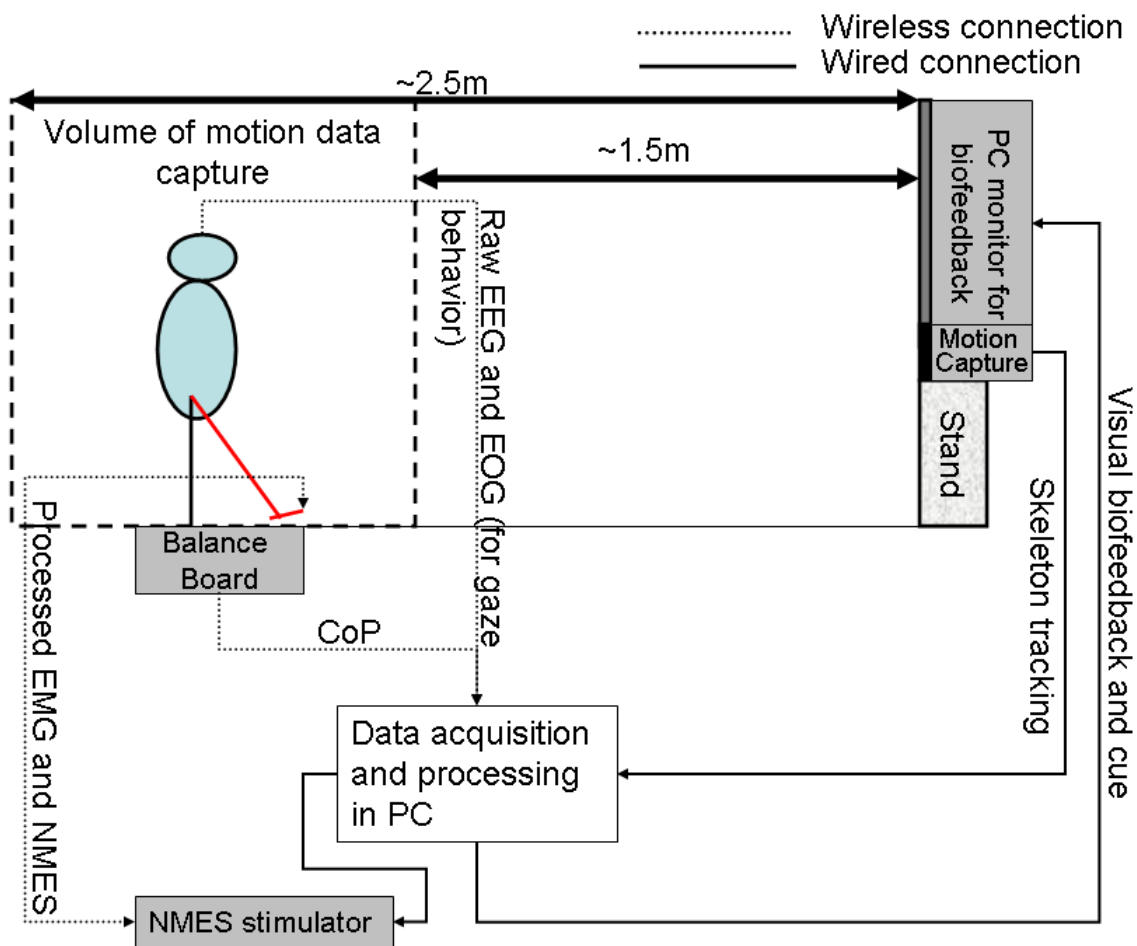 Wireless connection
Wired connection
~2.5m
Volume of motion data
capture
~1.5m
PC monitor for
biofeedback
Motion
Capture
Stand
Raw EEG and EOG (for gaze
behavior)
Skeleton tracking
Visual biofeedback and cue
Balance
Board
CoP
Processed EMG and NMES
Data acquisition
and processing
in PC
NMES stimulator